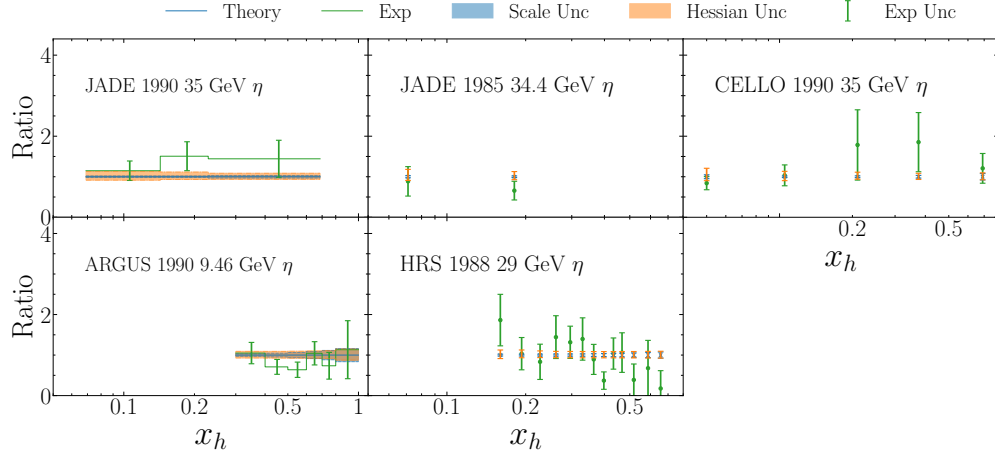 Theory Exp Scale Unc Hessian Unc Exp Unc
4
JADE 1990 35 GeV η
JADE 1985 34.4 GeV η
CELLO 1990 35 GeV η
Ratio
2
0
0.2 0.5
x_h
4
ARGUS 1990 9.46 GeV η
HRS 1988 29 GeV η
Ratio
2
0
0.1 0.2 0.5 1
0.1 0.2 0.5
x_h
x_h